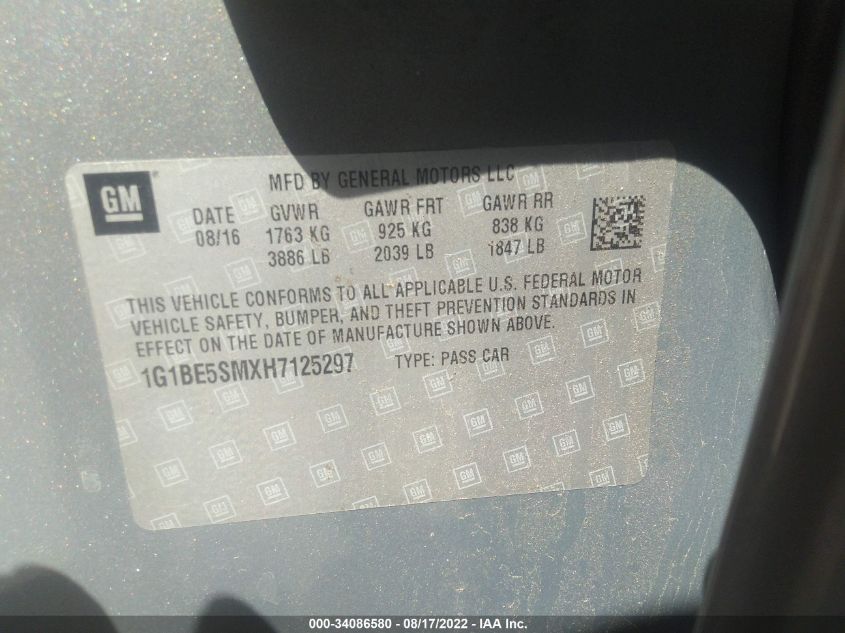 GM
MFD BY GENERAL MOTORS LLC
DATE GVWR GAWR FRT GAWR RR
08/16 1763 KG 925 KG 838 KG
3886 LB 2039 LB 1847 LB
THIS VEHICLE CONFORMS TO ALL APPLICABLE U.S. FEDERAL MOTOR
VEHICLE SAFETY, BUMPER, AND THEFT PREVENTION STANDARDS IN
EFFECT ON THE DATE OF MANUFACTURE SHOWN ABOVE.
1G1BE5SMXH7125297 TYPE: PASS CAR
000-34086580 - 08/17/2022 - IAA Inc.